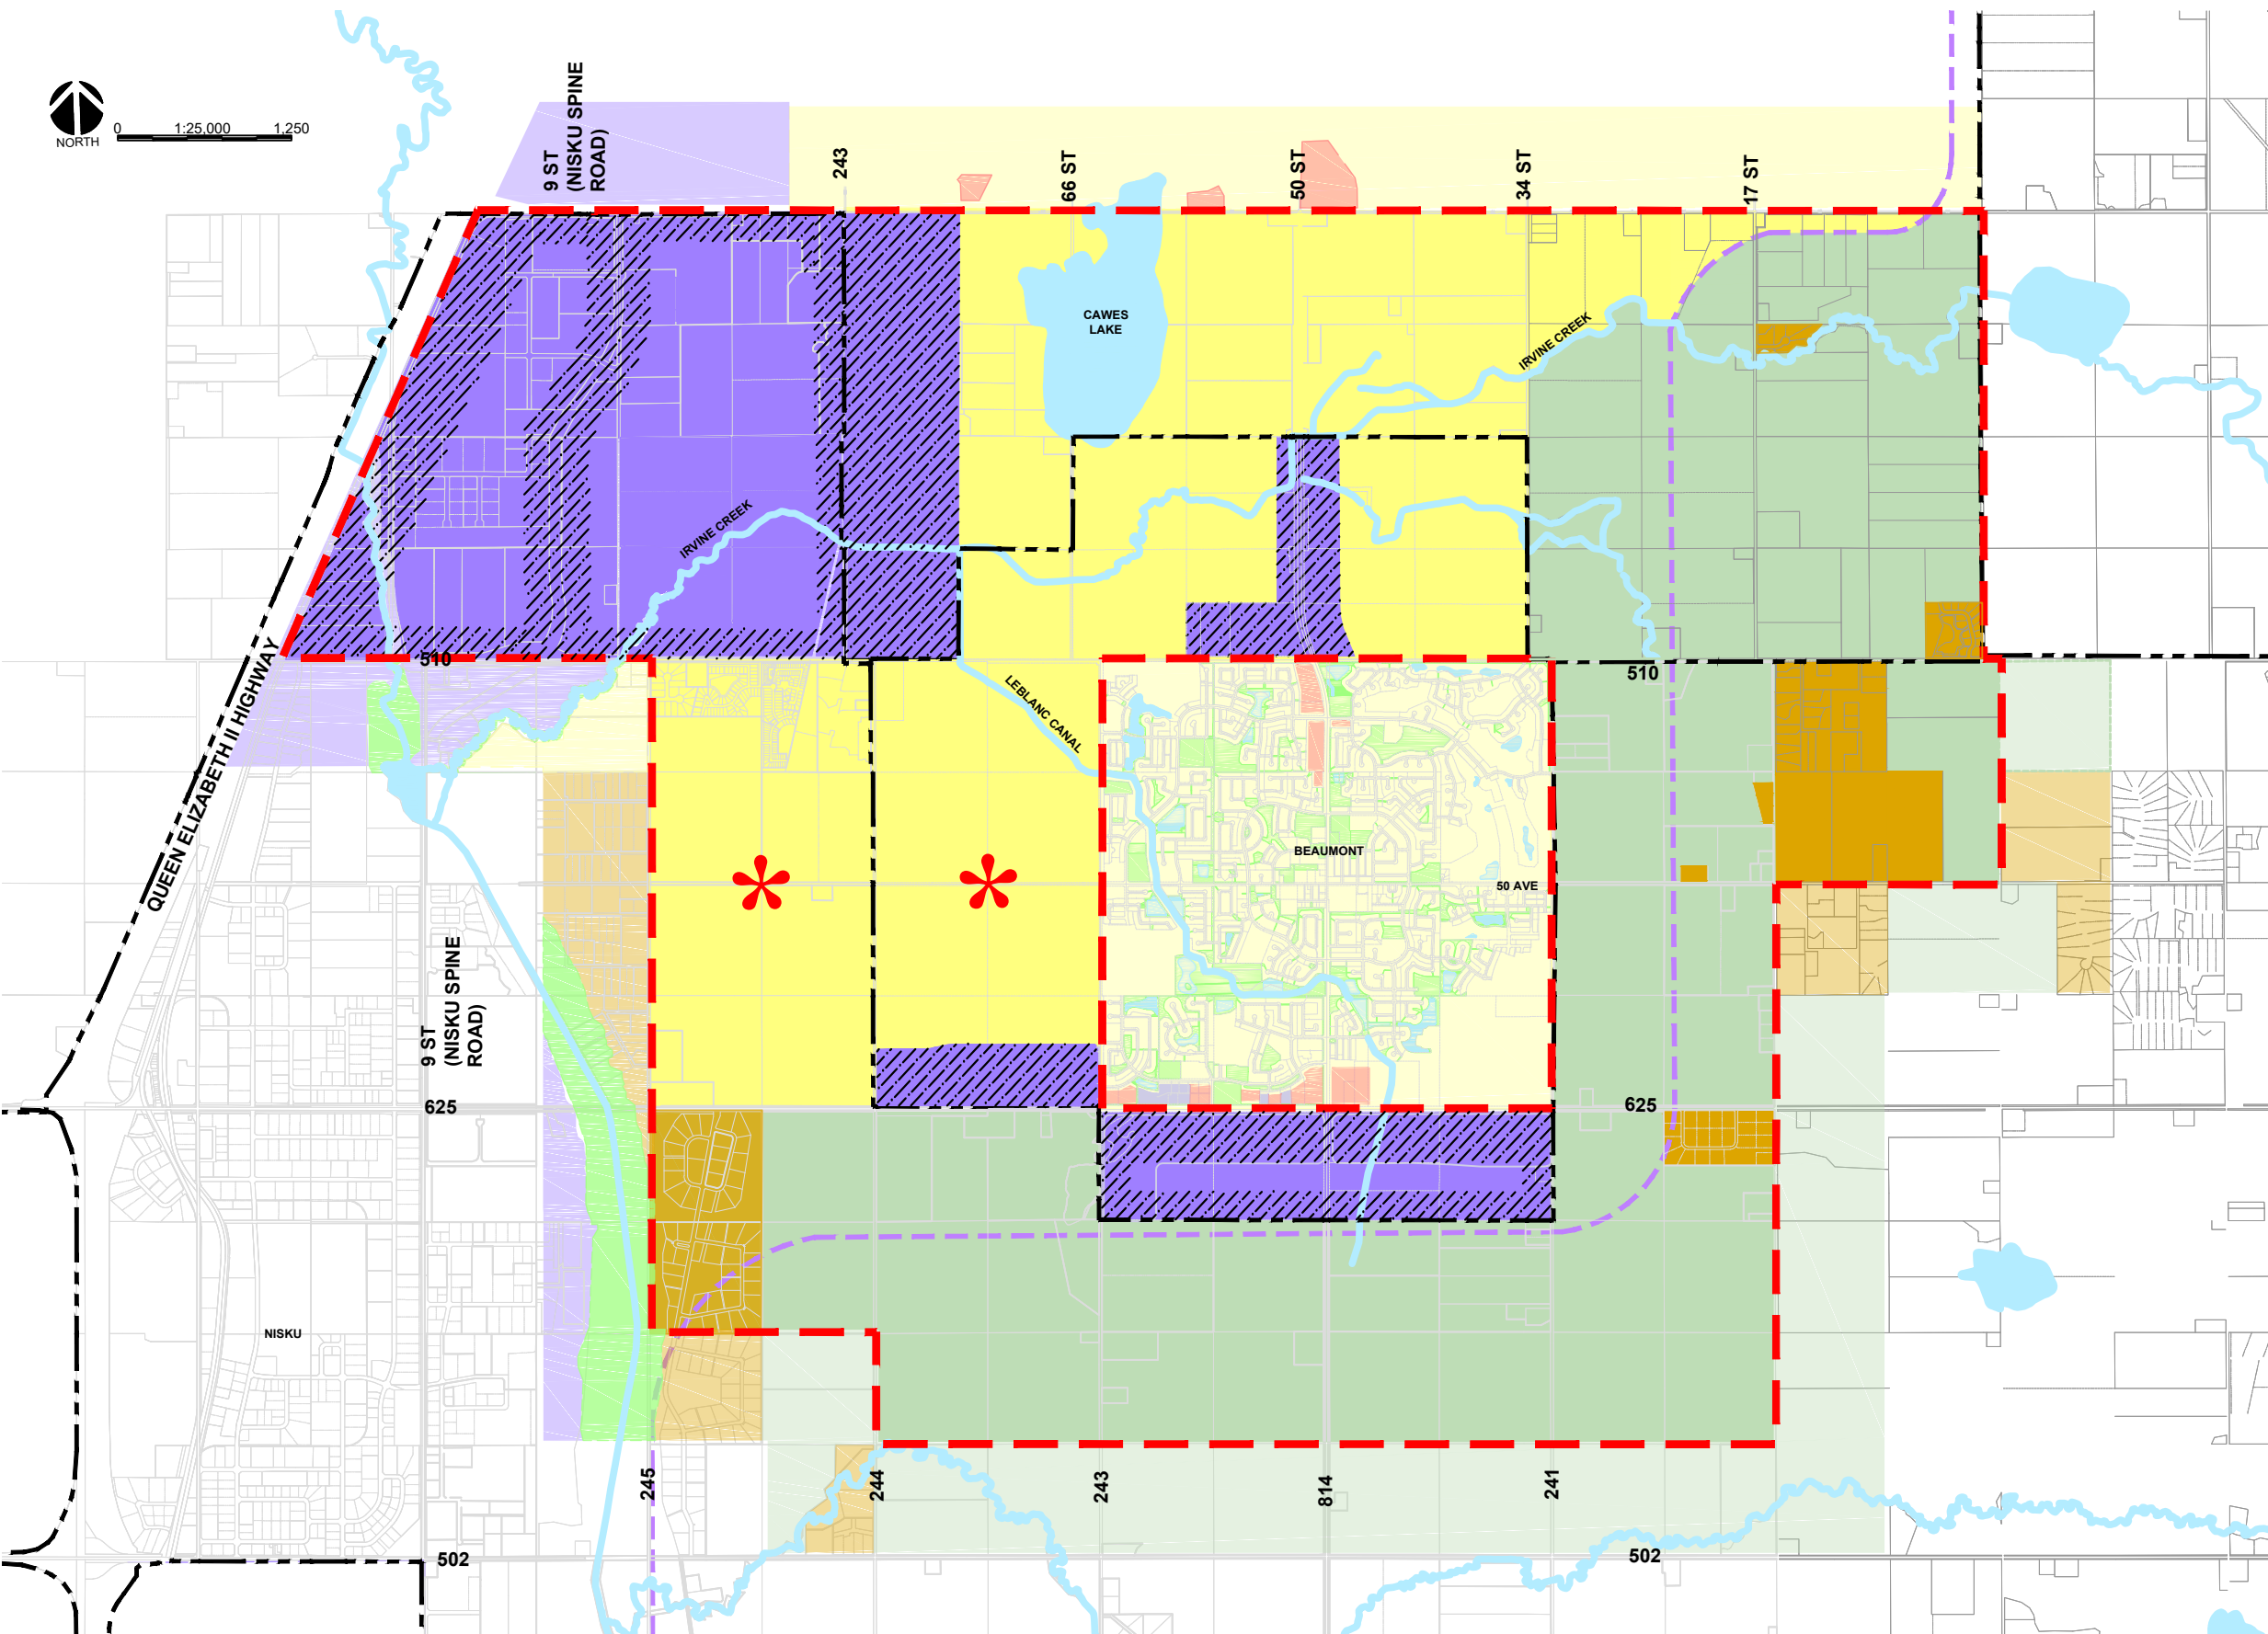 9 ST
(NISKU SPINE
ROAD)
243
66 ST
50 ST
34 ST
17 ST
0
1:25,000
1,250
NORTH
CAWES
LAKE
IRVINE CREEK
IRVINE CREEK
510
510
LEBLANC CANAL
QUEEN ELIZABETH II HIGHWAY
*
*
BEAUMONT
50 AVE
9 ST
(NISKU SPINE
ROAD)
625
625
NISKU
245
244
243
814
241
502
502